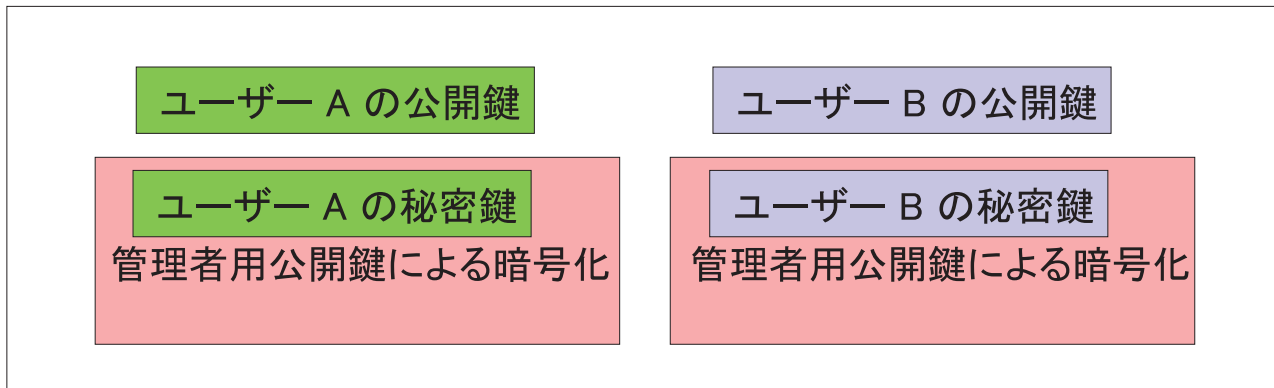 ユーザー A の公開鍵
ユーザー B の公開鍵
ユーザー A の秘密鍵
ユーザー B の秘密鍵
管理者用公開鍵による暗号化
管理者用公開鍵による暗号化